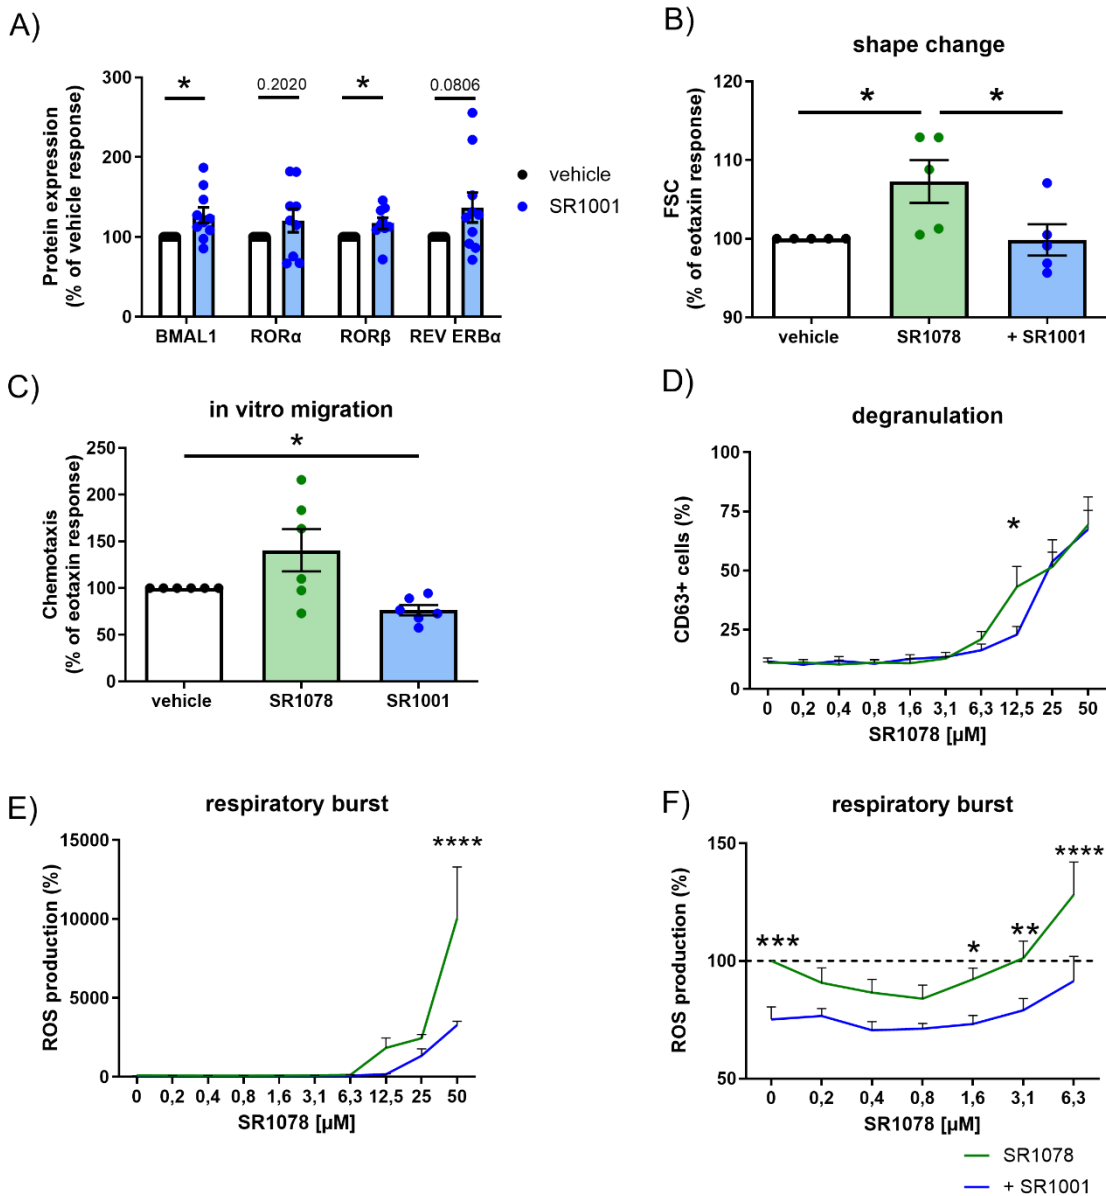 A)
Protein expression
(% of vehicle response)
300
200
100
0
*
0.2020
*
0.0806
BMAL1 RORα RORβ REV ERBα
vehicle
SR1001
B)
shape change
FSC
(% of eotaxin response)
120
110
100
90
* *
vehicle SR1078 + SR1001
C)
in vitro migration
Chemotaxis
(% of eotaxin response)
250
200
150
100
50
0
*
vehicle SR1078 SR1001
D)
degranulation
CD63+ cells (%)
100
75
50
25
0
*
0 0,2 0,4 0,8 1,6 3,1 6,3 12,5 25 50
SR1078 [µM]
E)
respiratory burst
ROS production (%)
15000
10000
5000
0
****
0 0,2 0,4 0,8 1,6 3,1 6,3 12,5 25 50
SR1078 [µM]
F)
respiratory burst
ROS production (%)
150
100
50
*** * ** ****
0 0,2 0,4 0,8 1,6 3,1 6,3
SR1078 [µM]
SR1078
+ SR1001